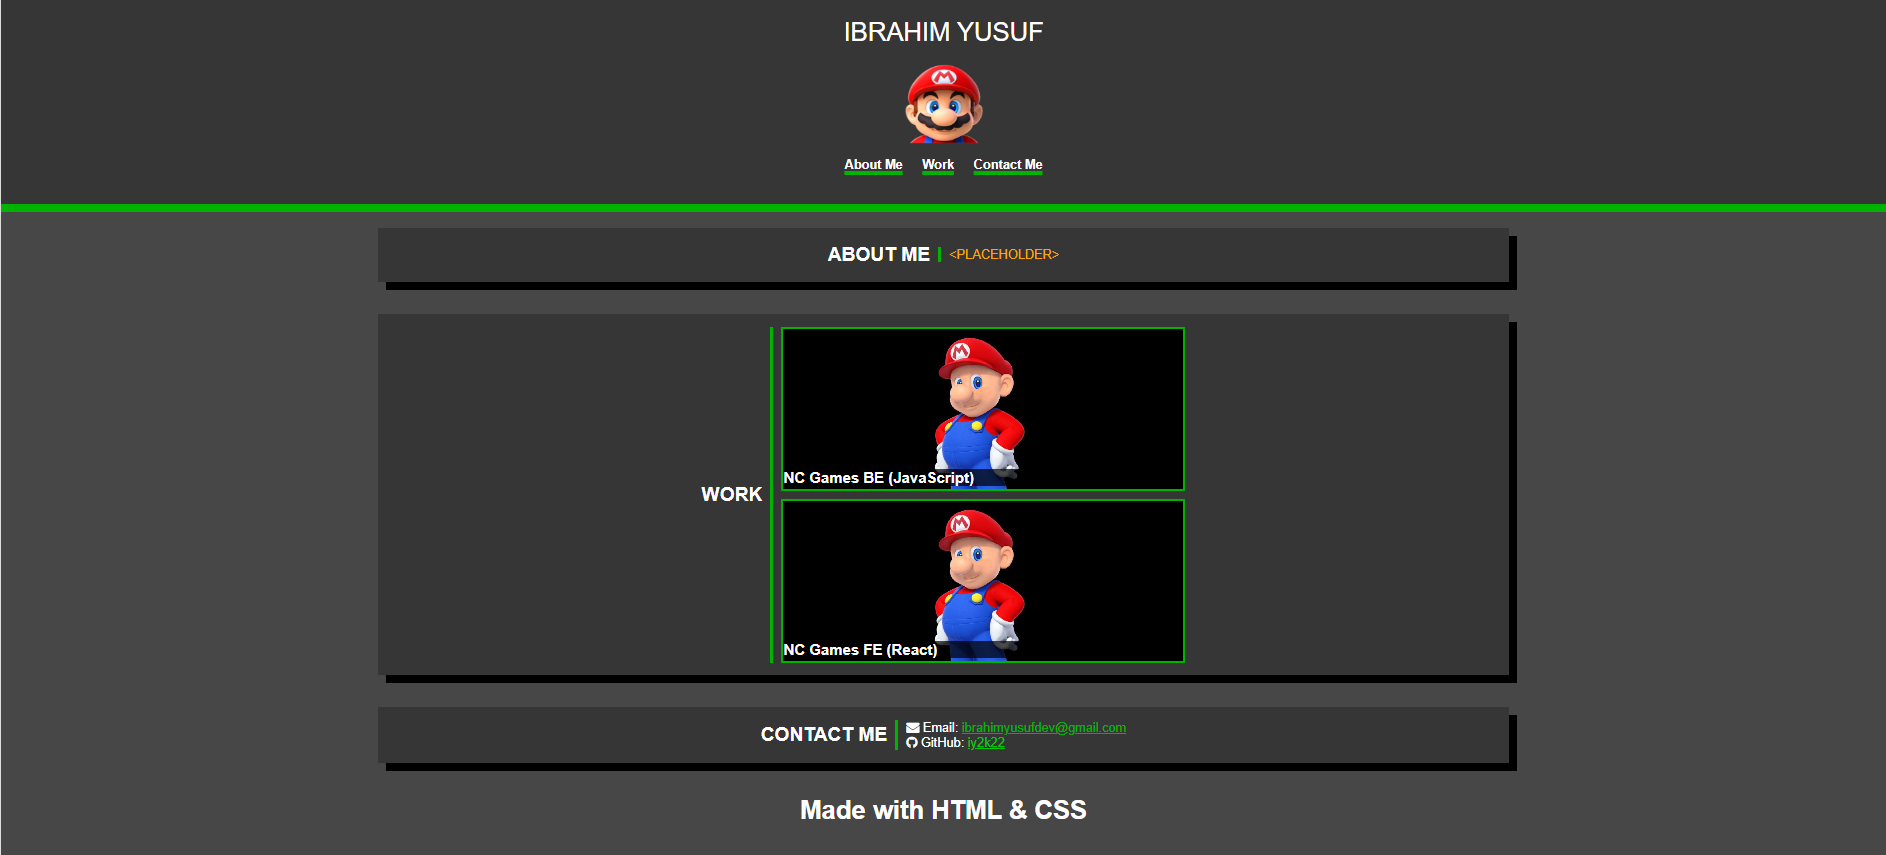 IBRAHIM YUSUF
M
About Me Work Contact Me
ABOUT ME <PLACEHOLDER>
M
NC Games BE (JavaScript)
WORK
M
NC Games FE (React)
CONTACT ME
Email: ibrahimyusufdev@gmail.com
GitHub: iy2k22
Made with HTML & CSS